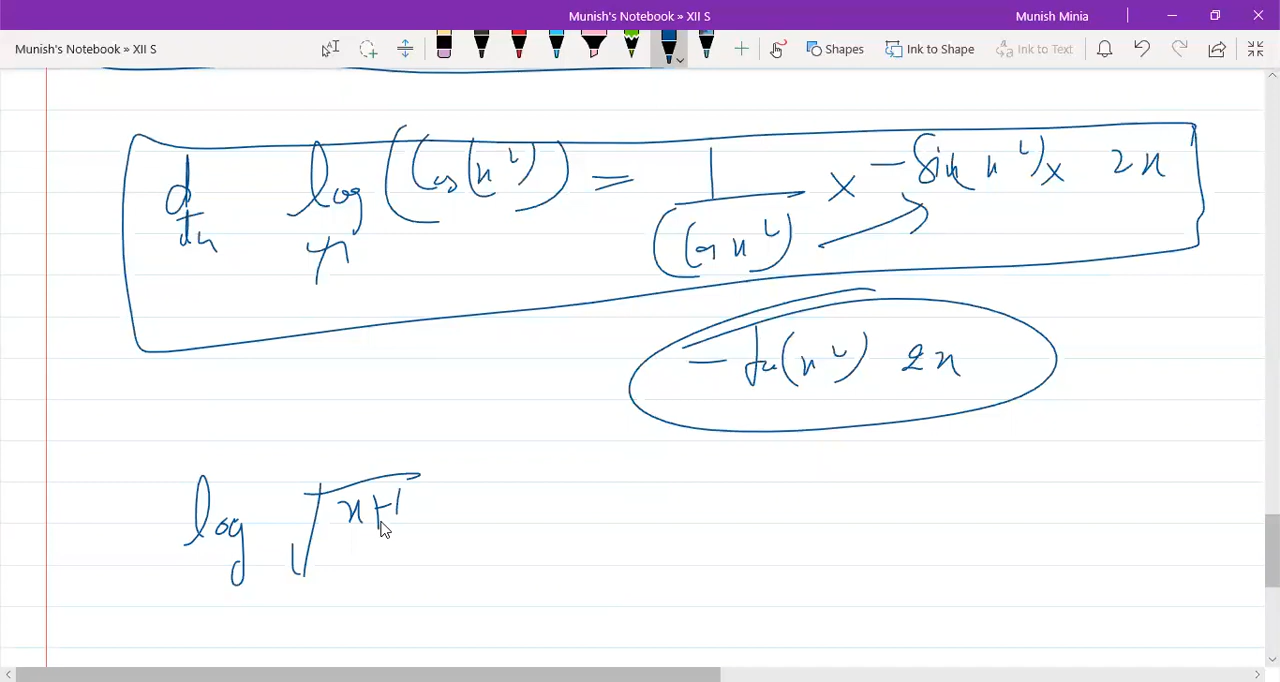 Munish's Notebook » XII S
Munish Minia
Munish's Notebook » XII S
Shapes
Ink to Shape
Ink to Text
d/dx log (Cos(x²)) = 1/(Cos x²) × -Sin(x²) × 2x
- tan(x²) 2x
log √x+1